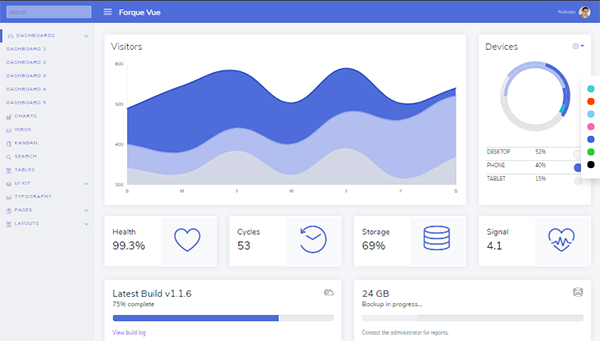 Search...
Forque Vue
DASHBOARDS
DASHBOARD 1
DASHBOARD 2
DASHBOARD 3
DASHBOARD 4
DASHBOARD 5
CHARTS
INBOX
KANBAN
SEARCH
TABLES
UI KIT
TYPOGRAPHY
PAGES
LAYOUTS
Visitors
600
500
400
300
S M T W T F S
Devices
DESKTOP 52%
PHONE 40%
TABLET 15%
Health
99.3%
Cycles
53
Storage
69%
Signal
4.1
Latest Build v1.1.6
75% complete
View build log
24 GB
Backup in progress...
Contact the administrator for reports.